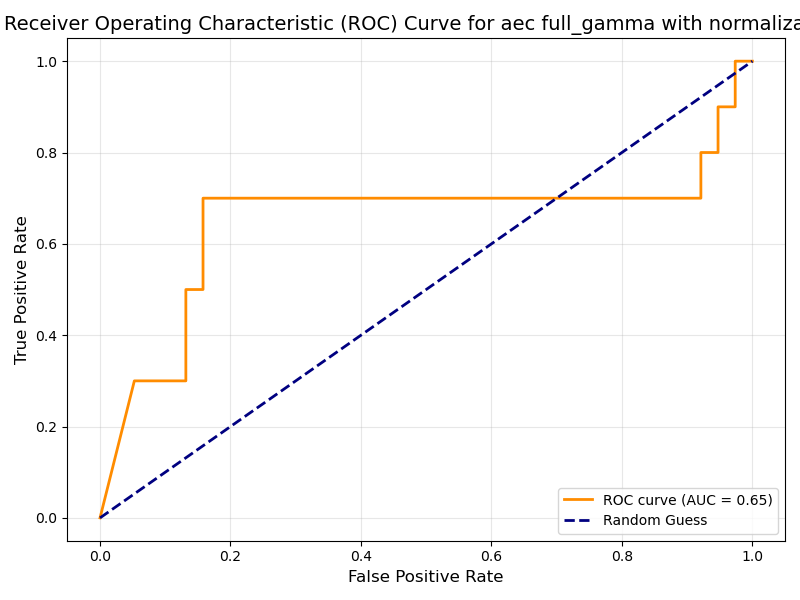 Receiver Operating Characteristic (ROC) Curve for aec full_gamma with normaliza
1.0
0.8
0.6
0.4
0.2
0.0
True Positive Rate
ROC curve (AUC = 0.65)
Random Guess
0.0 0.2 0.4 0.6 0.8 1.0
False Positive Rate